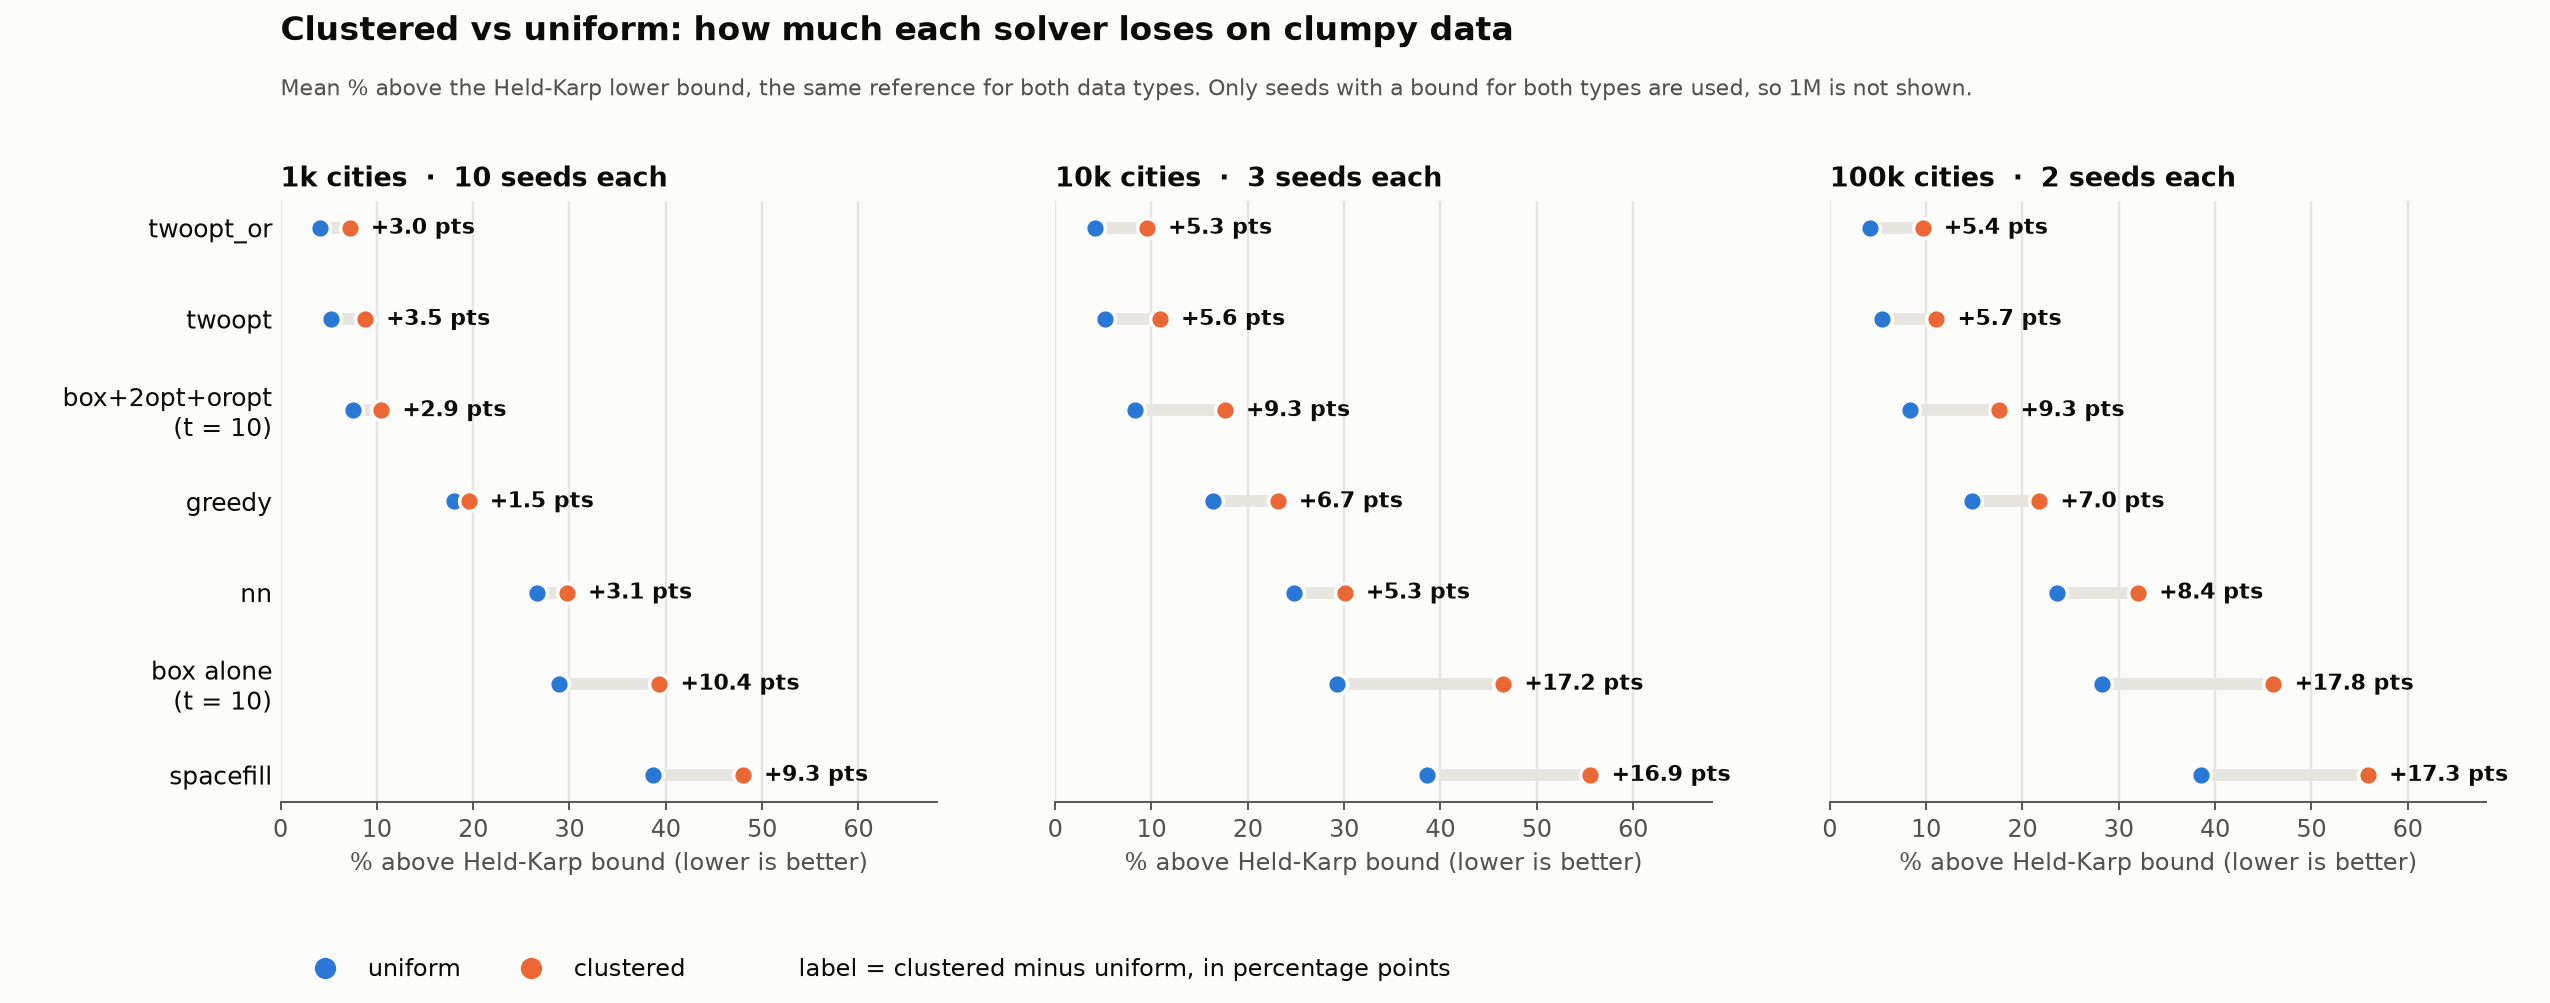 Clustered vs uniform: how much each solver loses on clumpy data
Mean % above the Held-Karp lower bound, the same reference for both data types. Only seeds with a bound for both types are used, so 1M is not shown.
1k cities · 10 seeds each
10k cities · 3 seeds each
100k cities · 2 seeds each
twoopt_or
+3.0 pts
+5.3 pts
+5.4 pts
twoopt
+3.5 pts
+5.6 pts
+5.7 pts
box+2opt+oropt
(t = 10)
+2.9 pts
+9.3 pts
+9.3 pts
greedy
+1.5 pts
+6.7 pts
+7.0 pts
nn
+3.1 pts
+5.3 pts
+8.4 pts
box alone
(t = 10)
+10.4 pts
+17.2 pts
+17.8 pts
spacefill
+9.3 pts
+16.9 pts
+17.3 pts
0 10 20 30 40 50 60
0 10 20 30 40 50 60
0 10 20 30 40 50 60
% above Held-Karp bound (lower is better)
% above Held-Karp bound (lower is better)
% above Held-Karp bound (lower is better)
uniform
clustered
label = clustered minus uniform, in percentage points